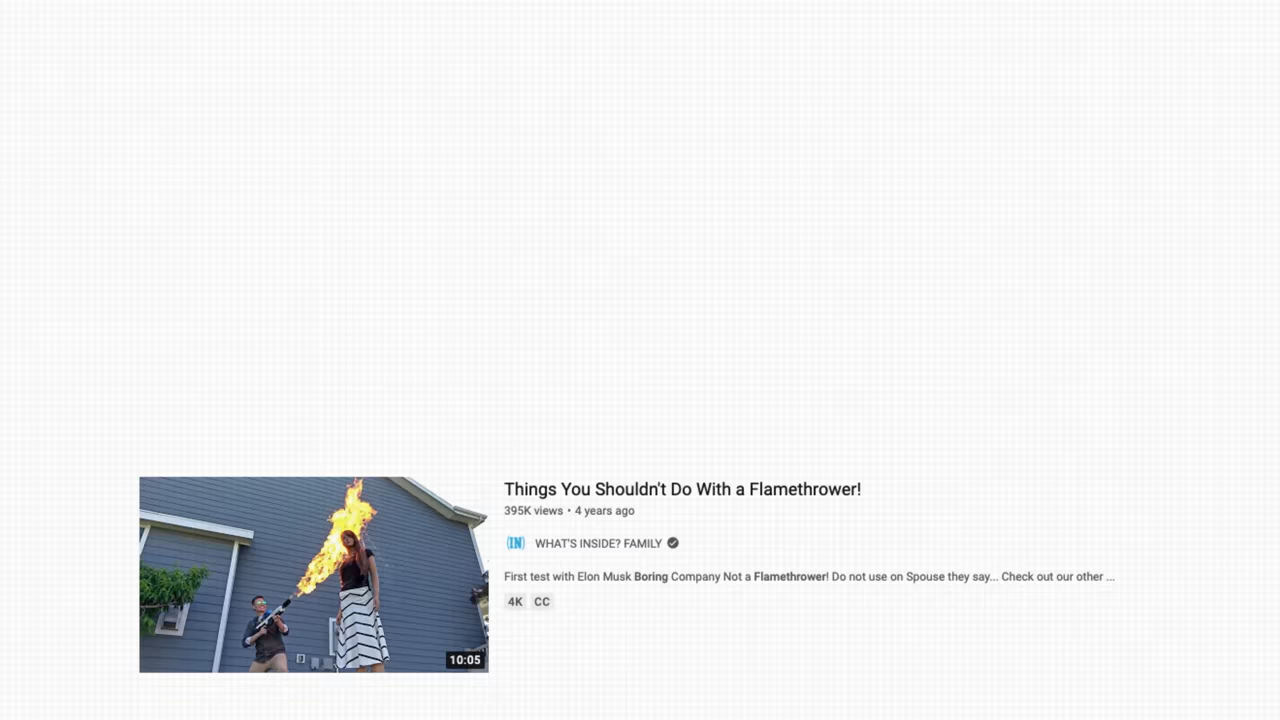 Things You Shouldn't Do With a Flamethrower!
395K views • 4 years ago
(IN) WHAT'S INSIDE? FAMILY
First test with Elon Musk Boring Company Not a Flamethrower! Do not use on Spouse they say... Check out our other ...
4K CC
10:05